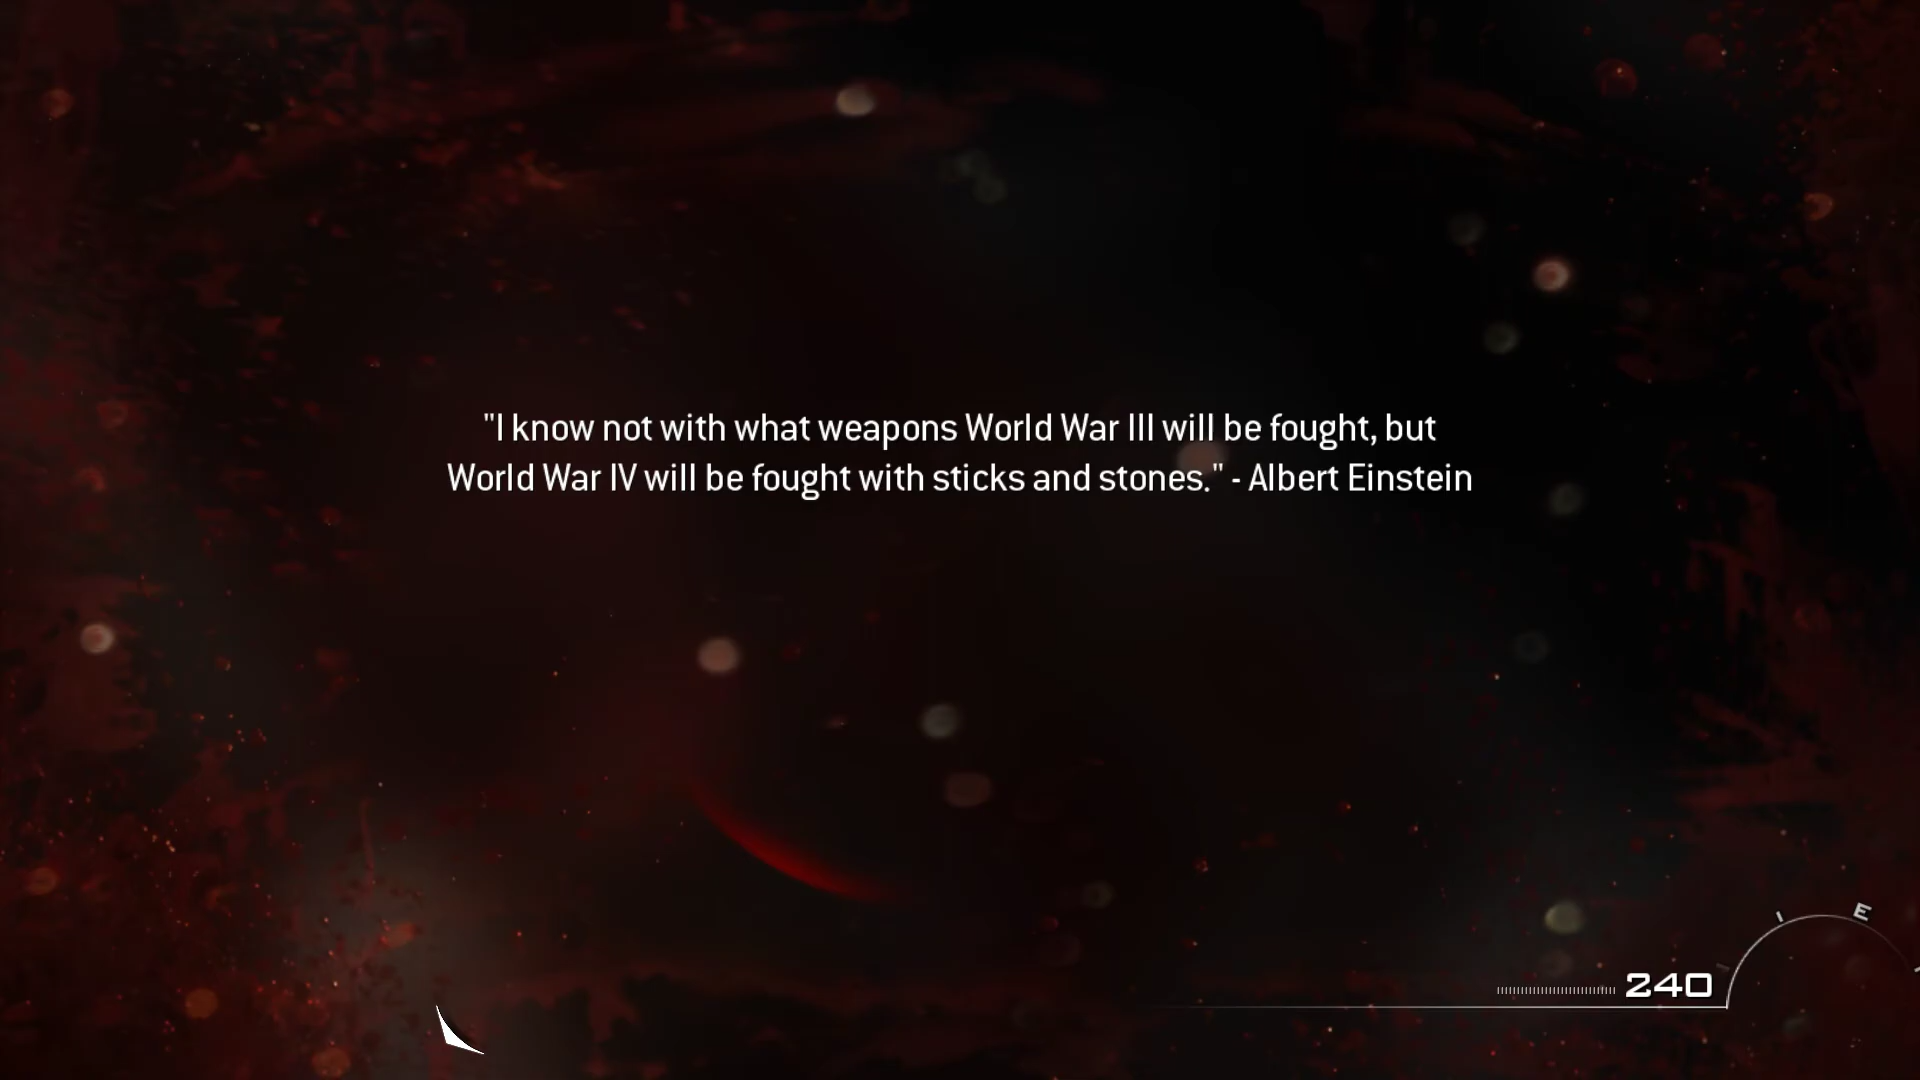 "I know not with what weapons World War III will be fought, but
World War IV will be fought with sticks and stones." - Albert Einstein
E
240